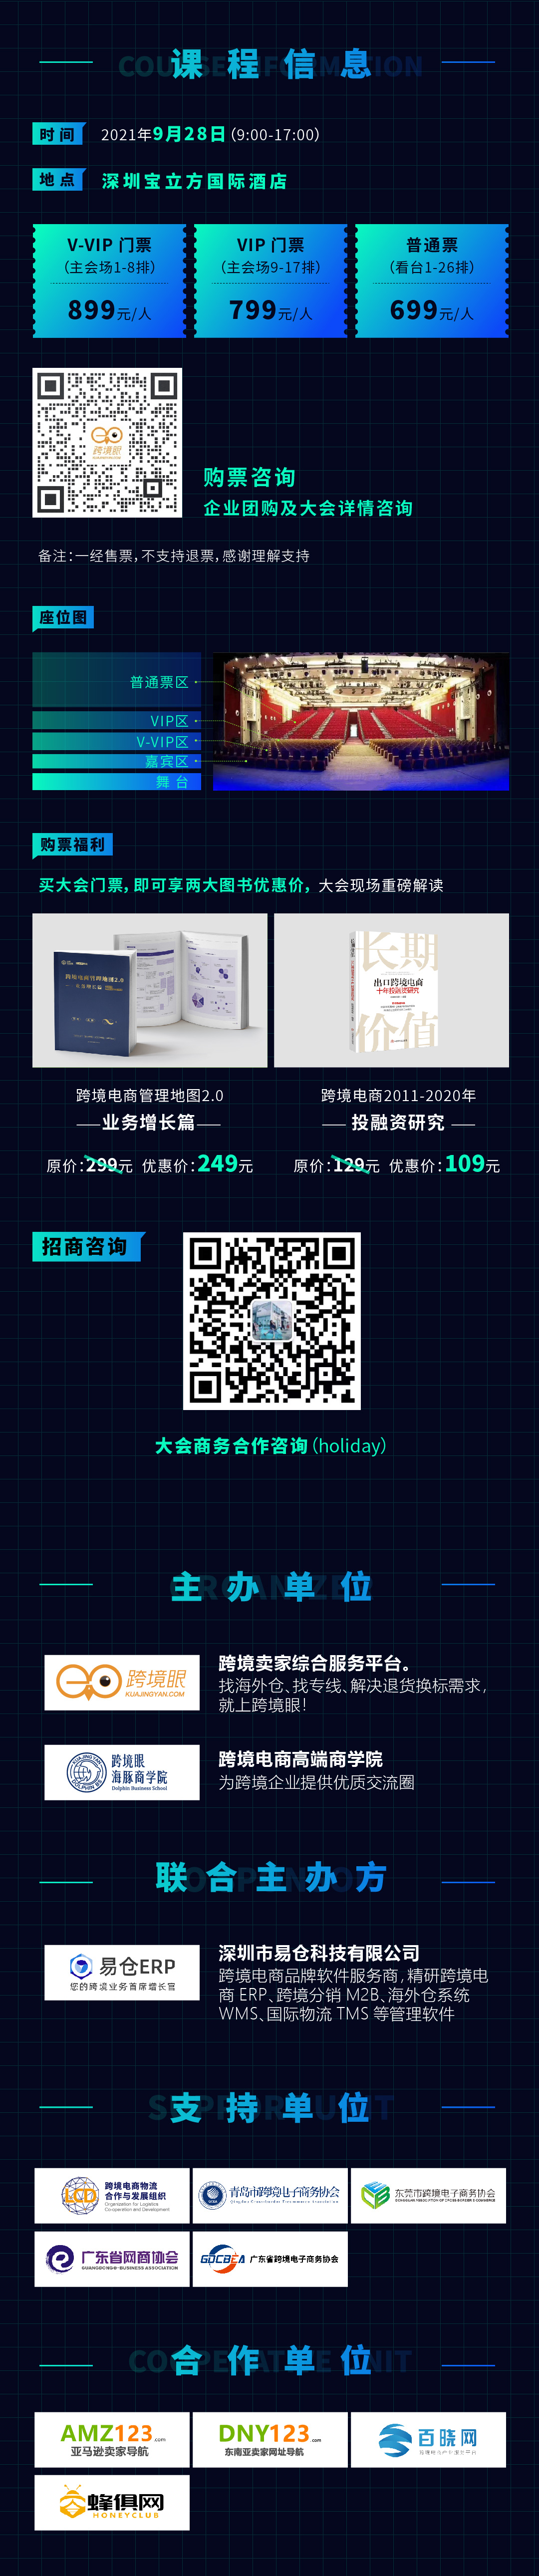 课程信息
COURSE INFORMATION
时间 2021年9月28日(9:00-17:00)
地点 深圳宝立方国际酒店
V-VIP 门票
(主会场1-8排)
899元/人
VIP 门票
(主会场9-17排)
799元/人
普通票
(看台1-26排)
699元/人
跨境眼
购票咨询
企业团购及大会详情咨询
备注:一经售票,不支持退票,感谢理解支持
座位图
普通票区
VIP区
V-VIP区
嘉宾区
舞 台
购票福利
买大会门票,即可享两大图书优惠价,大会现场重磅解读
跨境电商管理地图2.0
业务增长篇
长期
出口跨境电商
十年投融资研究
价值
跨境电商管理地图2.0
业务增长篇
原价:299元 优惠价:249元
跨境电商2011-2020年
投融资研究
原价:129元 优惠价:109元
招商咨询
大会商务合作咨询(holiday)
主办单位
跨境眼
KUAJINGYAN.COM
跨境卖家综合服务平台。
找海外仓、找专线、解决退货换标需求,
就上跨境眼!
跨境眼
海豚商学院
Dolphin Business School
跨境电商高端商学院
为跨境企业提供优质交流圈
联合主办方
易仓ERP
您的跨境业务首席增长官
深圳市易仓科技有限公司
跨境电商品牌软件服务商,精研跨境电
商 ERP、跨境分销 M2B、海外仓系统
WMS、国际物流 TMS 等管理软件
支持单位
LCD
跨境电商物流
合作与发展组织
Organization for Logistics
Co-operation and Development
青岛市跨境电子商务协会
东莞市跨境电子商务协会
DONGGUAN ASSOCIATION OF CROSS-BORDER E-COMMERCE
广东省网商协会
GUANGDONG E-BUSINESS ASSOCIATION
GDCBEA 广东省跨境电子商务协会
合作单位
COOPERATIVE UNIT
AMZ123.com
亚马逊卖家导航
DNY123.com
东南亚卖家网址导航
百晓网
蜂俱网
HONEYCLUB